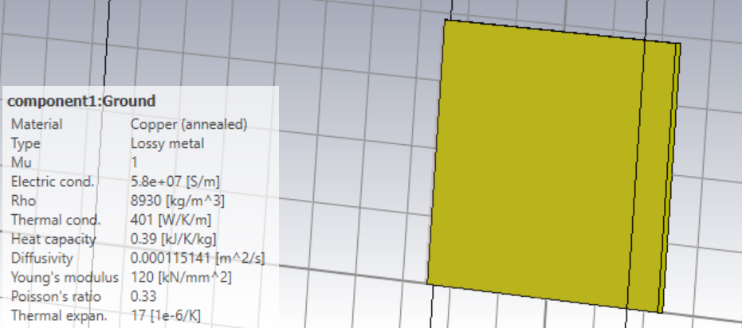 component1:Ground
Material Copper (annealed)
Type Lossy metal
Mu 1
Electric cond. 5.8e+07 [S/m]
Rho 8930 [kg/m^3]
Thermal cond. 401 [W/K/m]
Heat capacity 0.39 [kJ/K/kg]
Diffusivity 0.000115141 [m^2/s]
Young's modulus 120 [kN/mm^2]
Poisson's ratio 0.33
Thermal expan. 17 [1e-6/K]